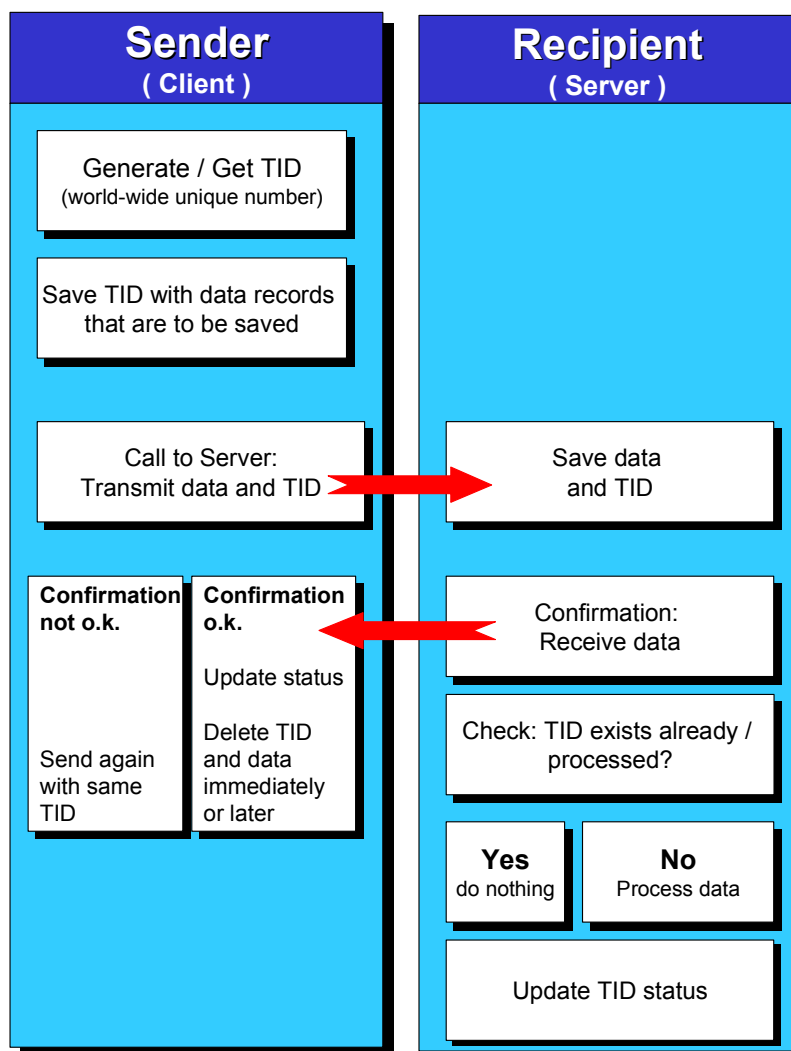 Sender
( Client )
Generate / Get TID
(world-wide unique number)
Save TID with data records
that are to be saved
Call to Server:
Transmit data and TID
Confirmation
not o.k.
Send again
with same
TID
Confirmation
o.k.
Update status
Delete TID
and data
immediately
or later
Recipient
( Server )
Save data
and TID
Confirmation:
Receive data
Check: TID exists already /
processed?
Yes
do nothing
No
Process data
Update TID status